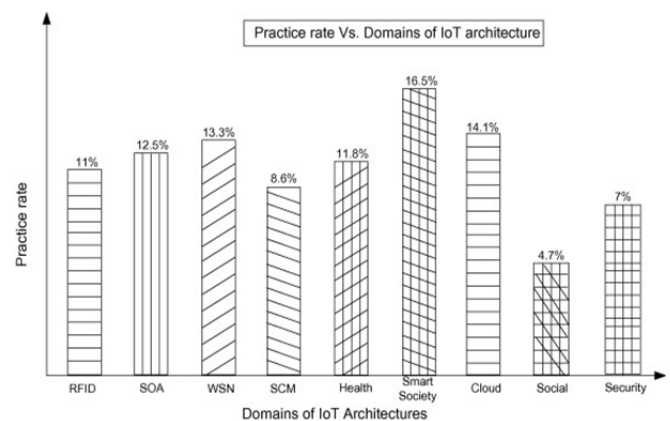 Practice rate Vs. Domains of IoT architecture
16.5%
14.1%
13.3%
12.5%
11.8%
11%
8.6%
7%
4.7%
Practice rate
RFID
SOA
WSN
SCM
Health
Smart
Society
Cloud
Social
Security
Domains of IoT Architectures